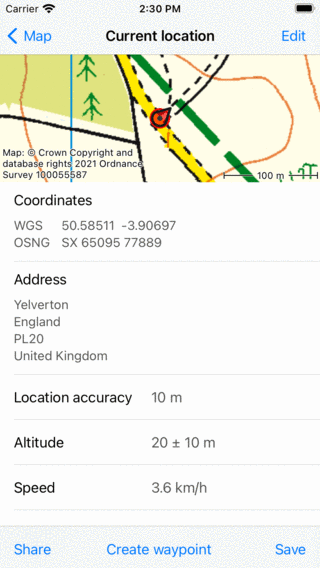 Carrier 2:30 PM
Map Current location Edit
Map: © Crown Copyright and
database rights 2021 Ordnance
Survey 100055587
100 m
Coordinates
WGS 50.58511 -3.90697
OSNG SX 65095 77889
Address
Yelverton
England
PL20
United Kingdom
Location accuracy 10 m
Altitude 20 ± 10 m
Speed 3.6 km/h
Share Create waypoint Save